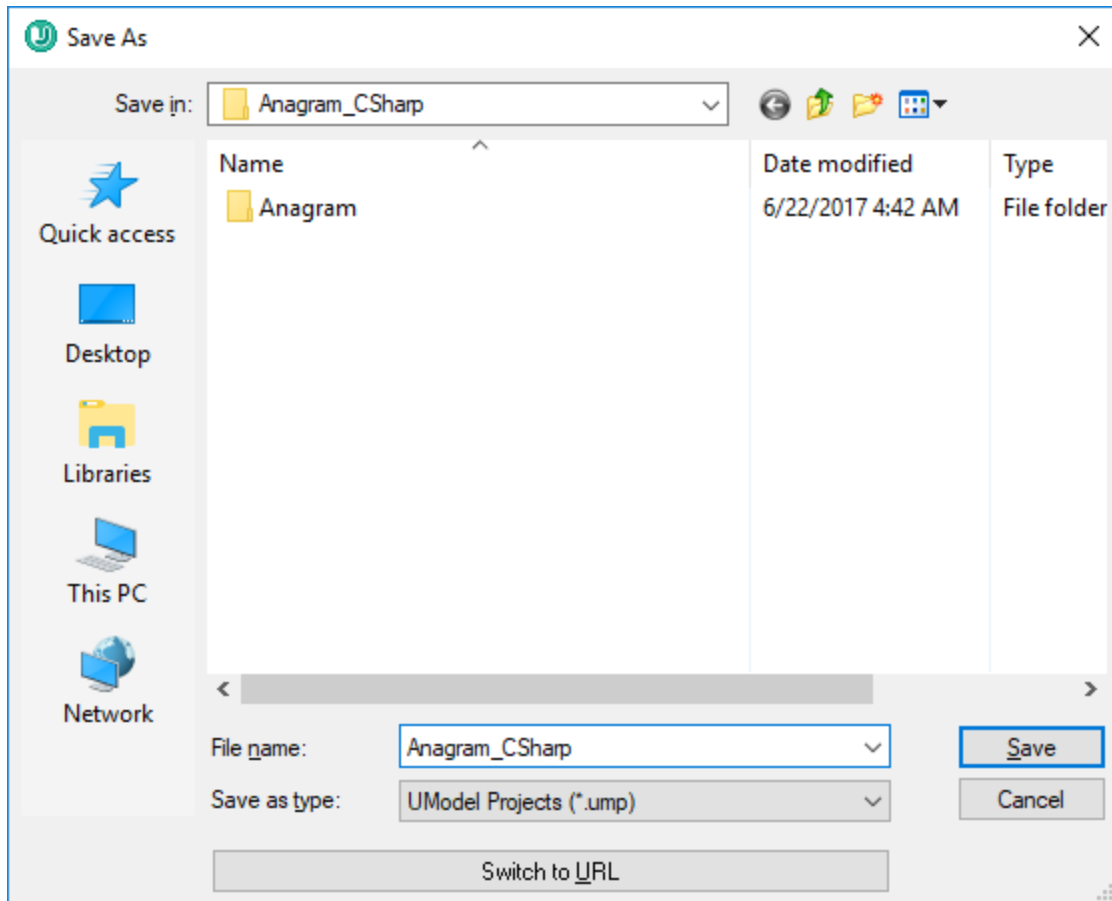 Save As
Save in: Anagram_CSharp
Name Date modified Type
Anagram 6/22/2017 4:42 AM File folder
Quick access
Desktop
Libraries
This PC
Network
File name: Anagram_CSharp Save
Save as type: UModel Projects (*.ump) Cancel
Switch to URL